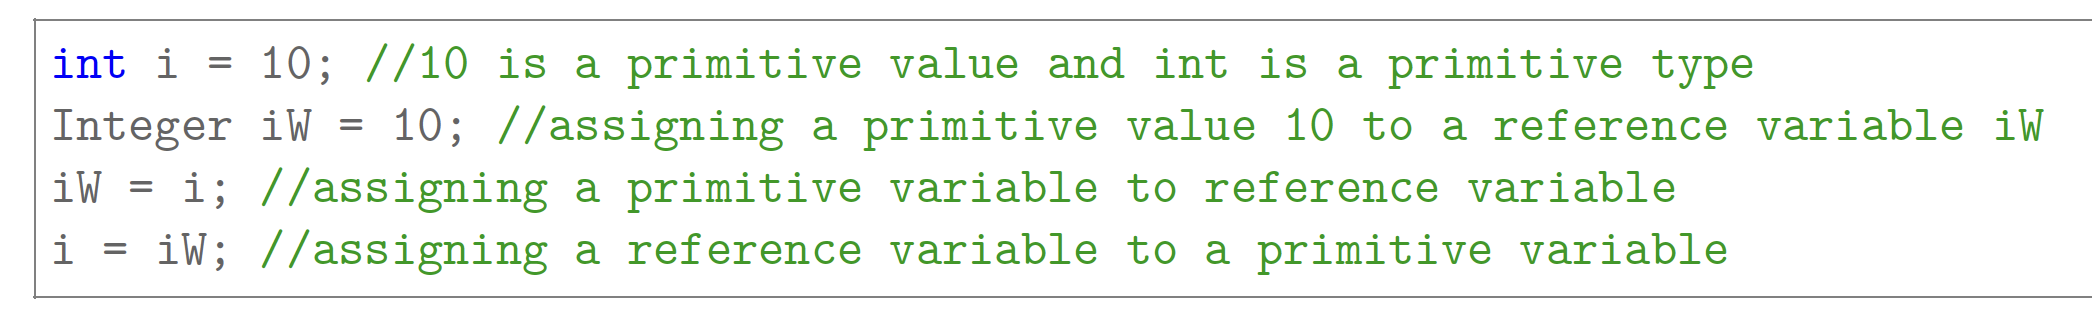 int i = 10; //10 is a primitive value and int is a primitive type
Integer iW = 10; //assigning a primitive value 10 to a reference variable iW
iW = i; //assigning a primitive variable to reference variable
i = iW; //assigning a reference variable to a primitive variable